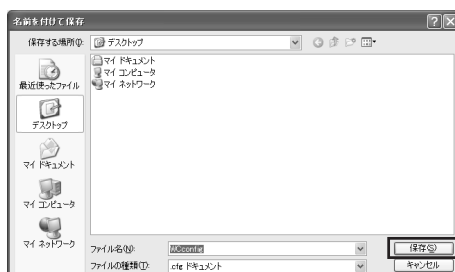 名前を付けて保存
保存する場所(I):
デスクトップ
マイ ドキュメント
マイ コンピュータ
マイ ネットワーク
最近使ったファイル
デスクトップ
マイ ドキュメント
マイ コンピュータ
マイ ネットワーク
ファイル名(N):
MCconfig
保存(S)
ファイルの種類(T):
.cfg ドキュメント
キャンセル